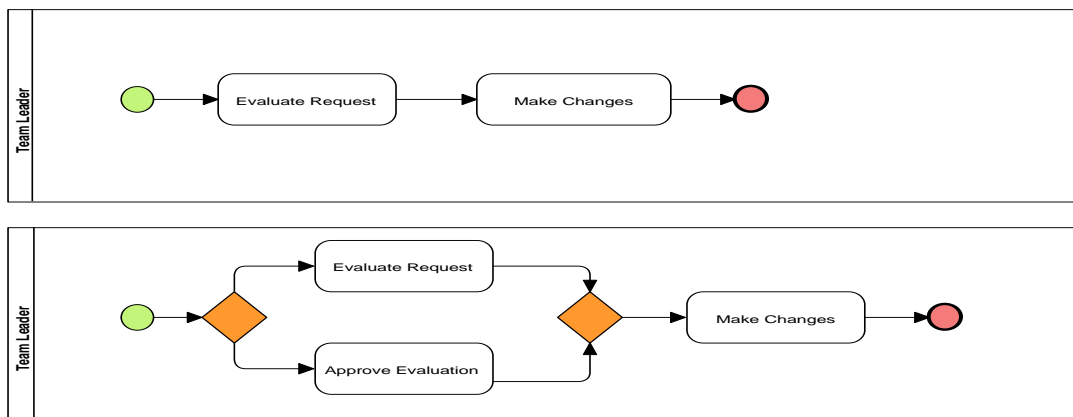 Team Leader
Evaluate Request
Make Changes
Team Leader
Evaluate Request
Approve Evaluation
Make Changes